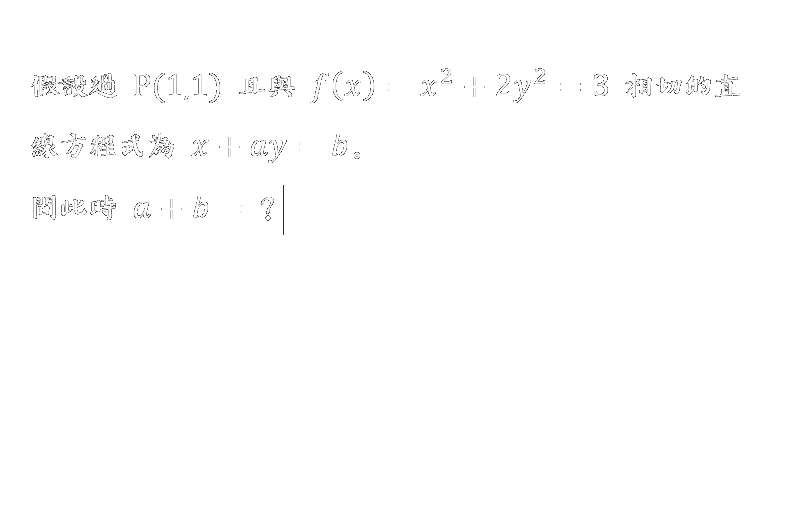 假設過 P(1,1) 且與 f(x) = x² + 2y² = 3 相切的直
線方程式為 x + ay = b。
問此時 a + b = ?